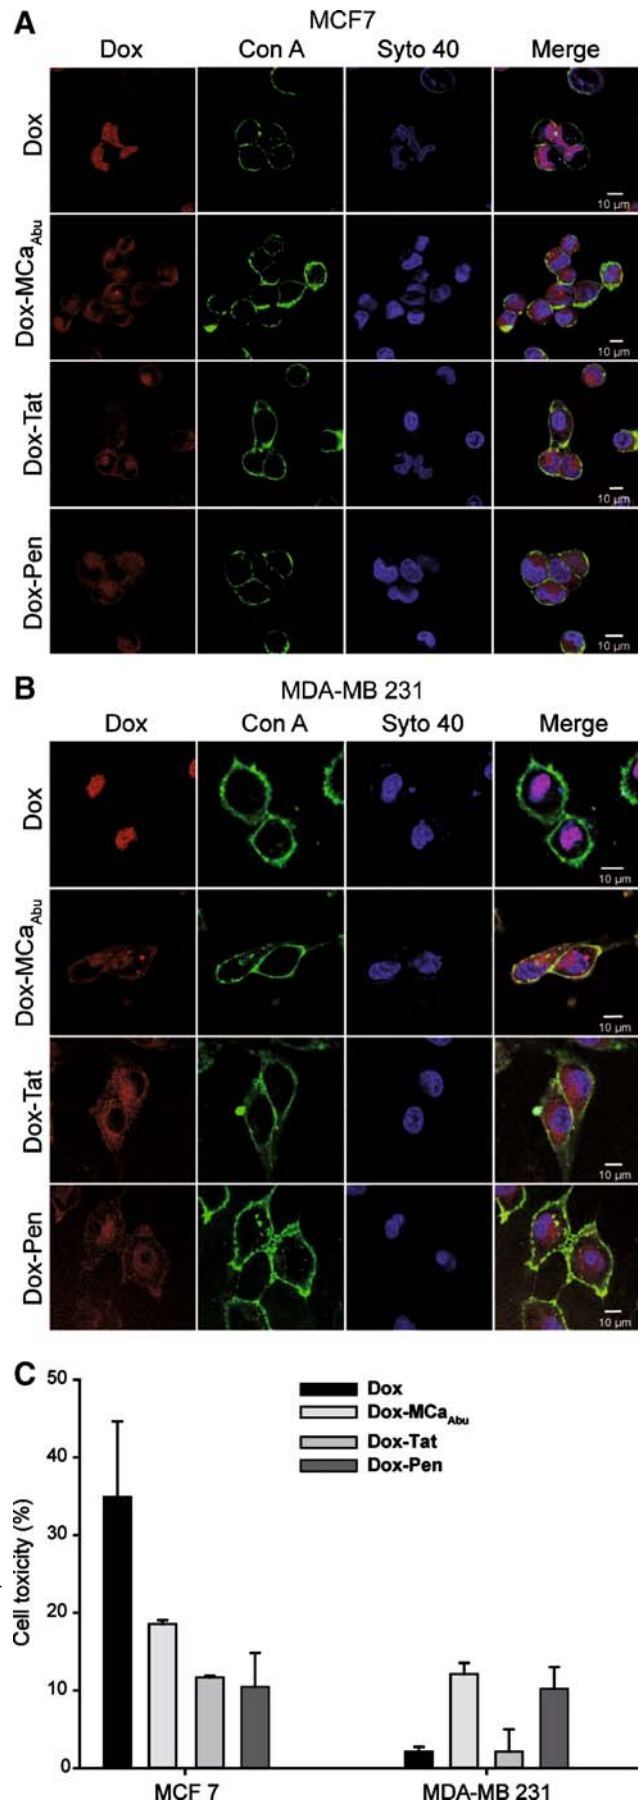 A
MCF7
Dox Con A Syto 40 Merge
Dox
10 µm
Dox-MCaAbu
10 µm
Dox-Tat
10 µm
Dox-Pen
10 µm
B
MDA-MB 231
Dox Con A Syto 40 Merge
Dox
10 µm
Dox-MCaAbu
10 µm
Dox-Tat
10 µm
Dox-Pen
10 µm
C
Cell toxicity (%)
50
40
30
20
10
0
Dox
Dox-MCaAbu
Dox-Tat
Dox-Pen
MCF 7 MDA-MB 231